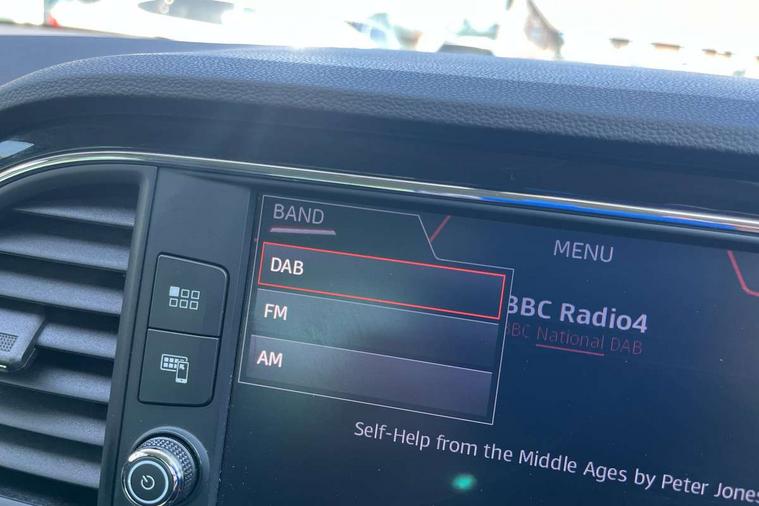 BAND
MENU
DAB
FM
AM
BBC Radio4
BBC National DAB
Self-Help from the Middle Ages by Peter Jones